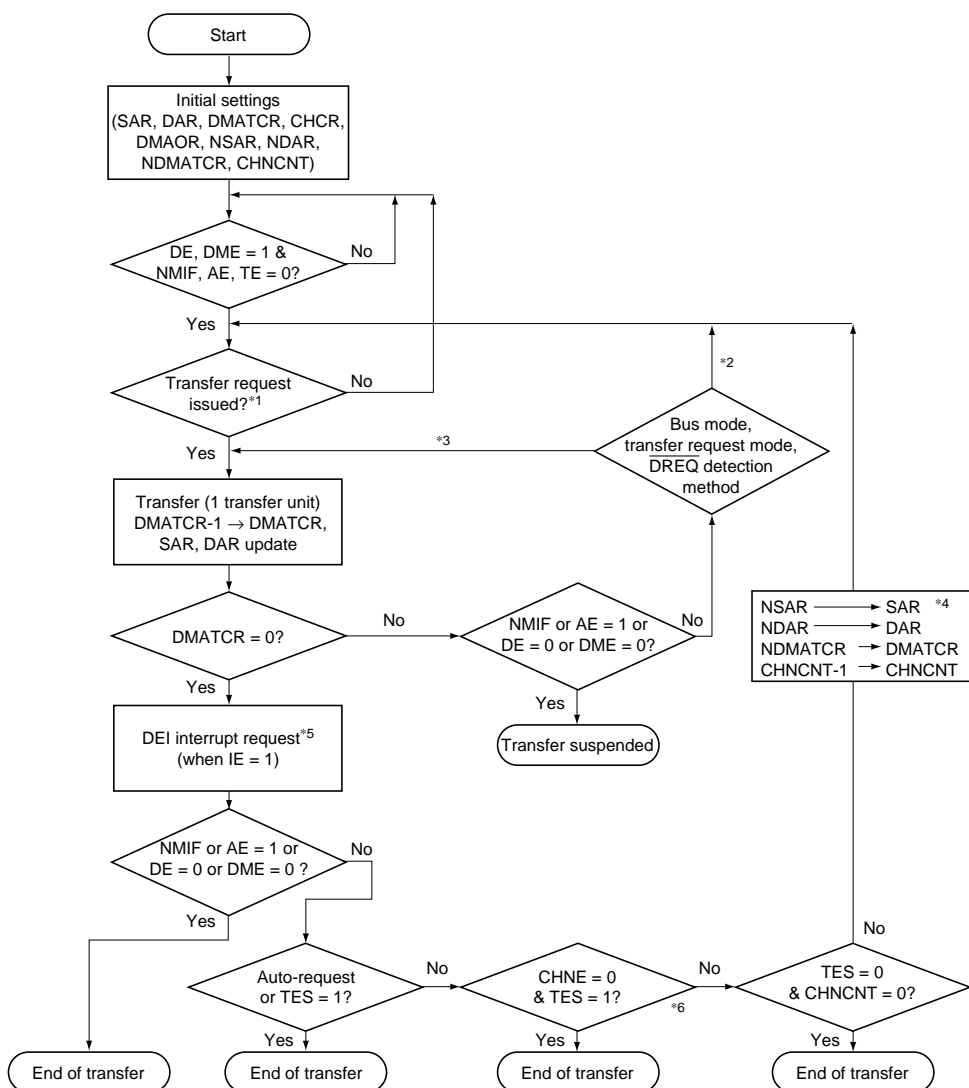 Start
Initial settings
(SAR, DAR, DMATCR, CHCR,
DMAOR, NSAR, NDAR,
NDMATCR, CHNCNT)
DE, DME = 1 &
NMIF, AE, TE = 0?
No
Yes
Transfer request
issued?*1
No
*2
Bus mode,
transfer request mode,
DREQ detection
method
*3
Yes
Transfer (1 transfer unit)
DMATCR-1 → DMATCR,
SAR, DAR update
DMATCR = 0?
No
NMIF or AE = 1 or
DE = 0 or DME = 0?
No
NSAR → SAR *4
NDAR → DAR
NDMATCR → DMATCR
CHNCNT-1 → CHNCNT
Yes
Yes
DEI interrupt request*5
(when IE = 1)
Transfer suspended
NMIF or AE = 1 or
DE = 0 or DME = 0 ?
No
Yes
No
Auto-request
or TES = 1?
No
CHNE = 0
& TES = 1?
No
*6
TES = 0
& CHNCNT = 0?
Yes
Yes
Yes
End of transfer
End of transfer
End of transfer
End of transfer